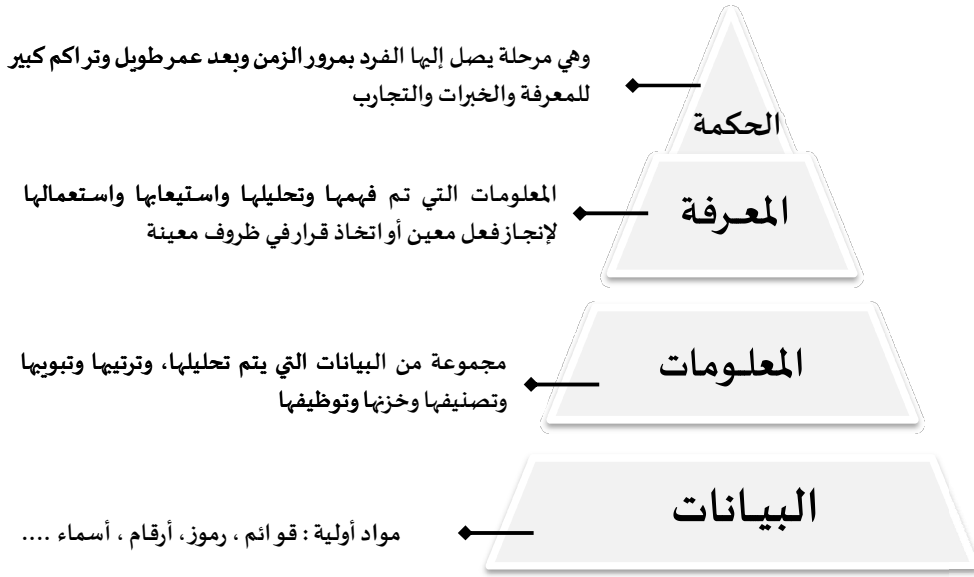 وهي مرحلة يصل إليها الفرد بمرور الزمن وبعد عمر طويل وتراكم كبير
للمعرفة والخبرات والتجارب
الحكمة
المعلومات التي تم فهمها وتحليلها واستيعابها واستعمالها
لإنجاز فعل معين أو اتخاذ قرار في ظروف معينة
المعرفة
مجموعة من البيانات التي يتم تحليلها، وترتيبها وتبويبها
وتصنيفها وخزنها وتوظيفها
المعلومات
مواد أولية : قوائم ، رموز، أرقام ، أسماء ....
البيانات